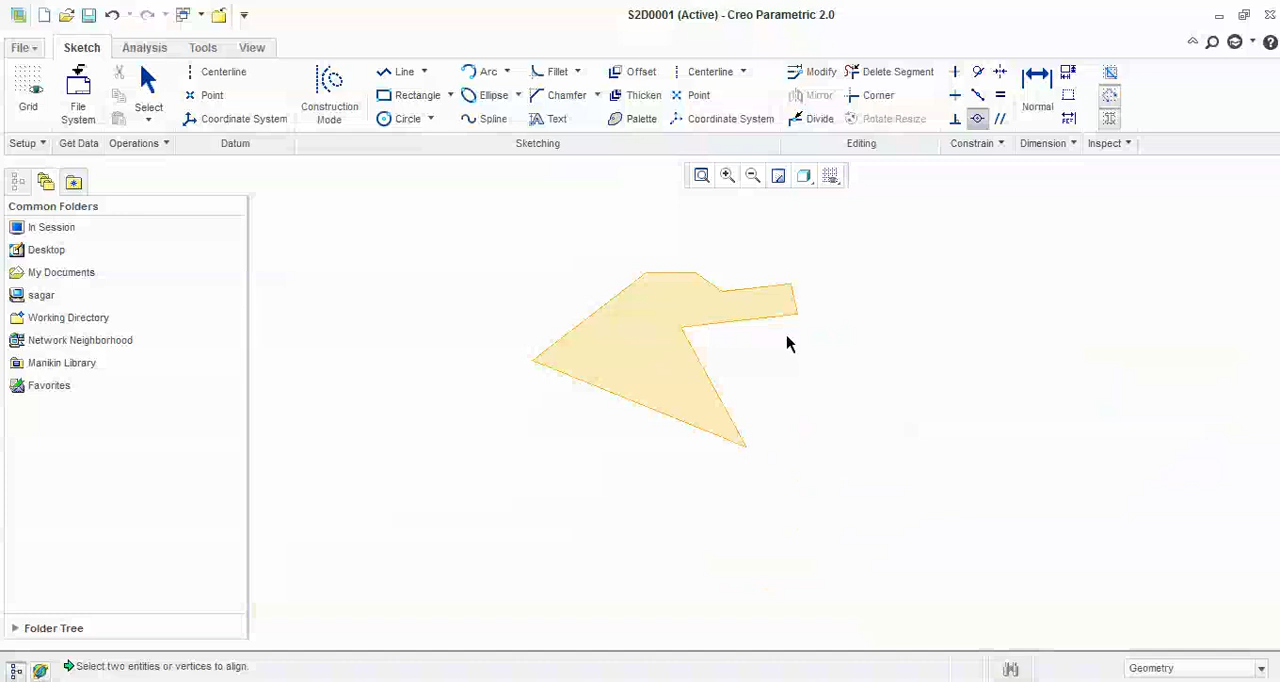 S2D0001 (Active) - Creo Parametric 2.0
File Sketch Analysis Tools View
Grid
File System
Select
Centerline
Point
Coordinate System
Construction Mode
Line Arc Fillet Offset Centerline
Rectangle Ellipse Chamfer Thicken Point
Circle Spline Text Palette Coordinate System
Modify Delete Segment
Mirror Corner
Divide Rotate Resize
Normal
Setup Get Data Operations Datum Sketching Editing Constrain Dimension Inspect
Common Folders
In Session
Desktop
My Documents
sagar
Working Directory
Network Neighborhood
Manikin Library
Favorites
Folder Tree
Select two entities or vertices to align.
Geometry